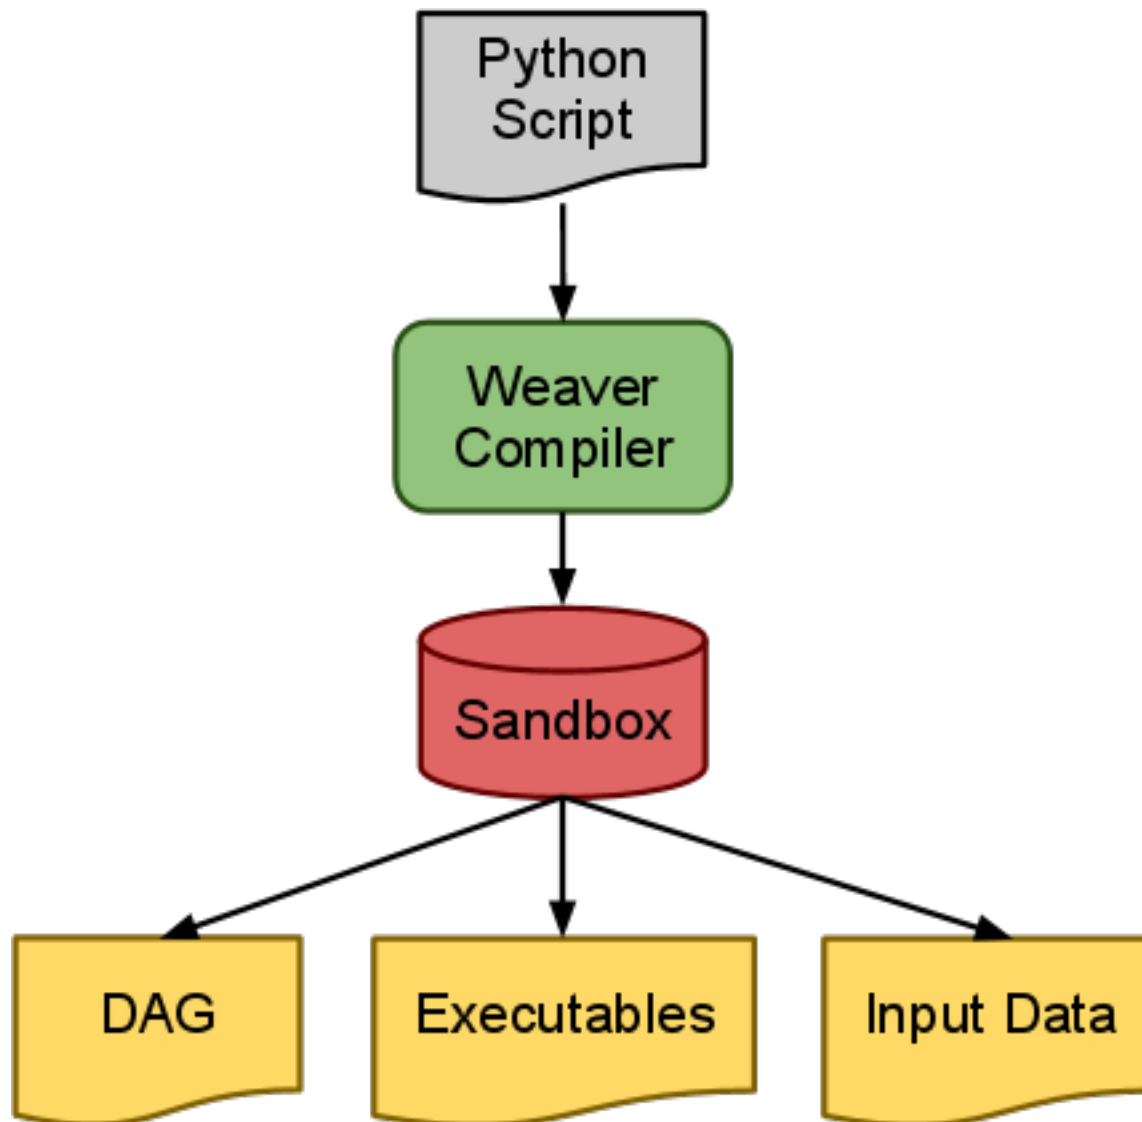 Python
Script
Weaver
Compiler
Sandbox
DAG
Executables
Input Data